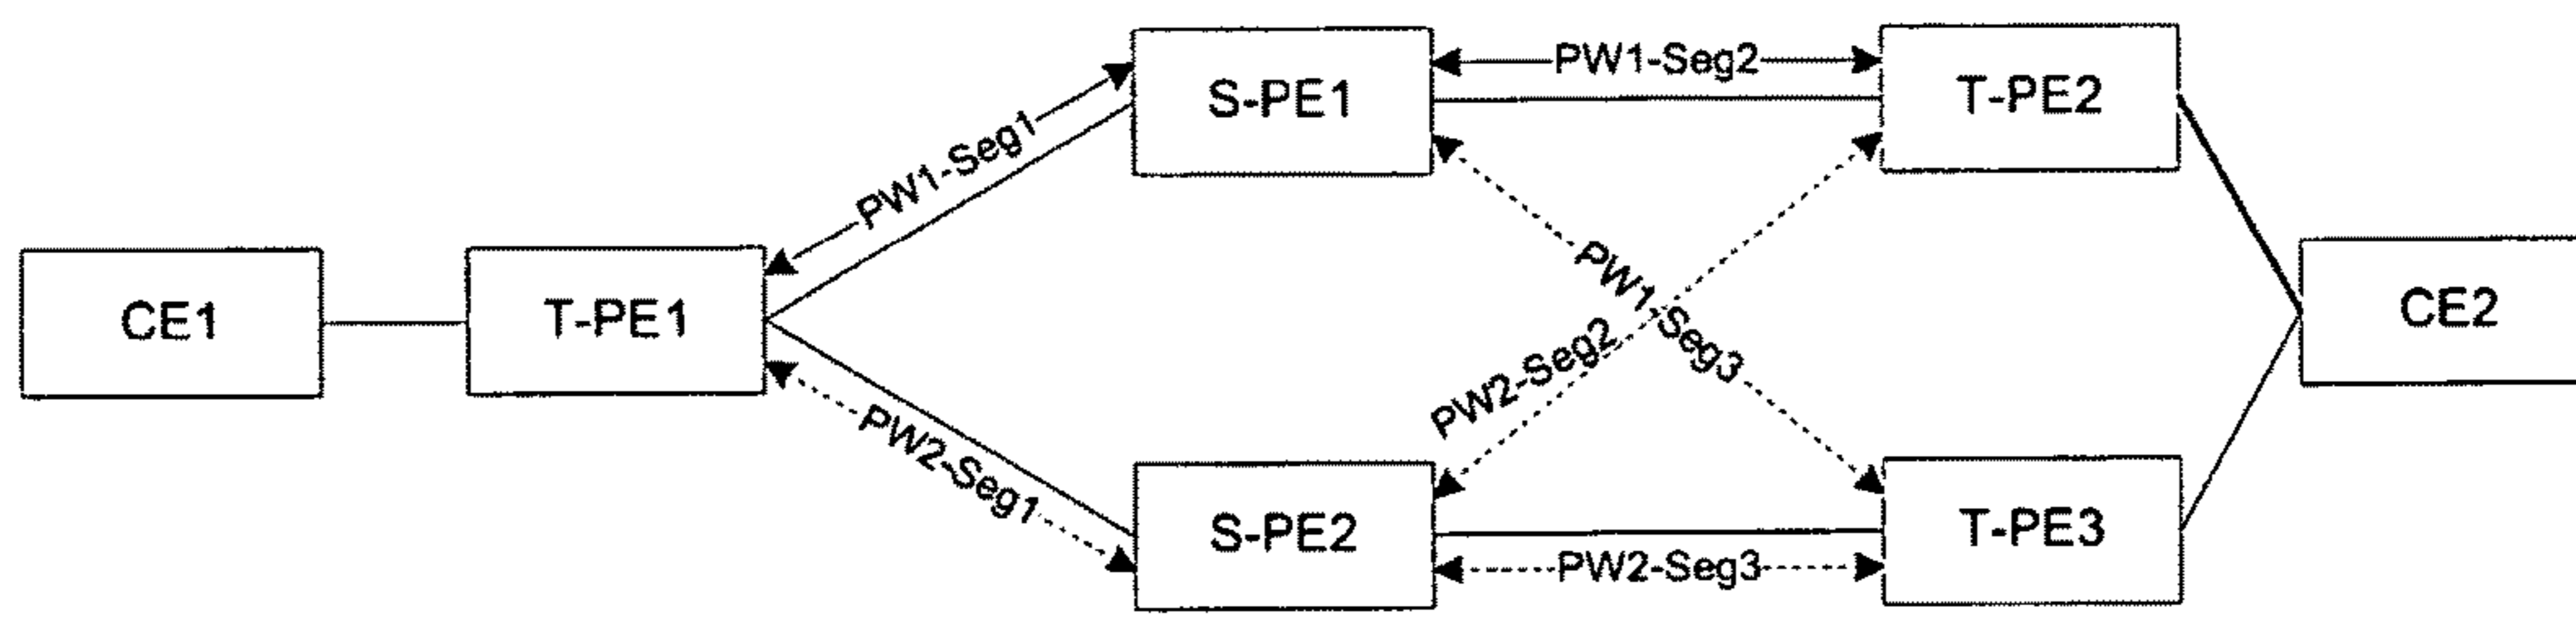 S-PE1
PW1-Seg2
T-PE2
PW1-Seg1
CE1
T-PE1
PW1-Seg3
PW2-Seg2
CE2
PW2-Seg1
S-PE2
PW2-Seg3
T-PE3